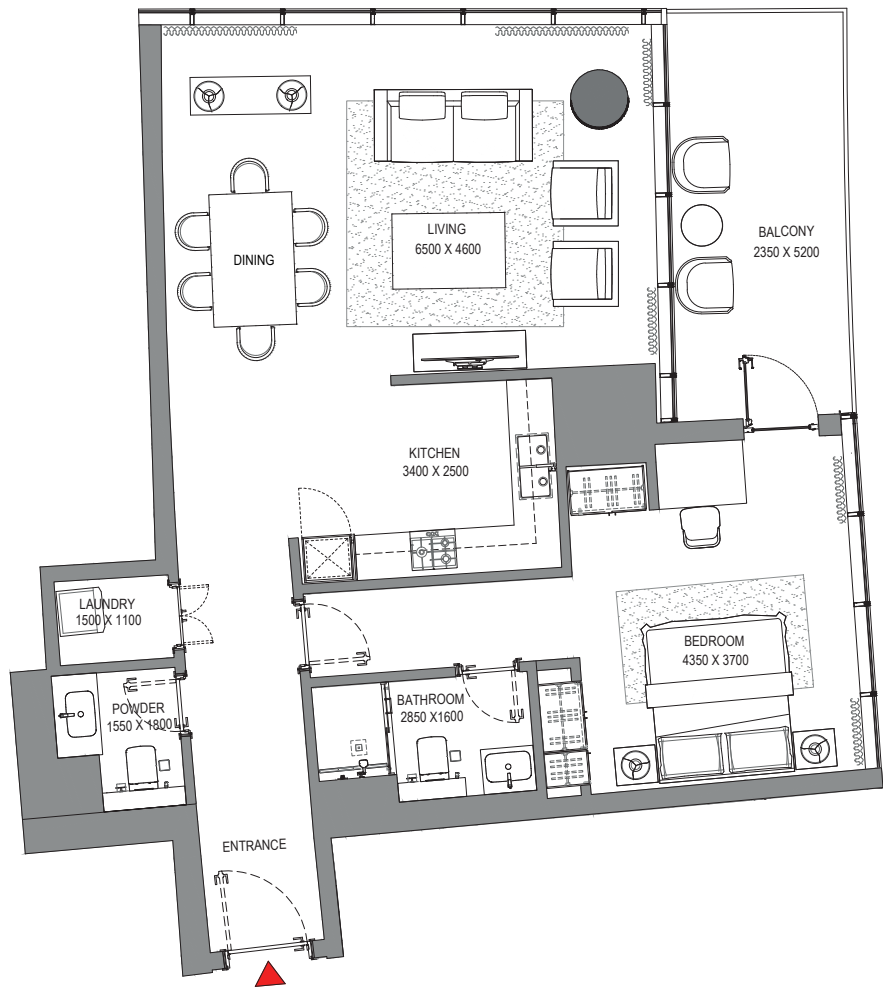 LIVING
6500 X 4600
BALCONY
2350 X 5200
DINING
KITCHEN
3400 X 2500
LAUNDRY
1500 X 1100
BEDROOM
4350 X 3700
POWDER
1550 X 1800
BATHROOM
2850 X1600
ENTRANCE